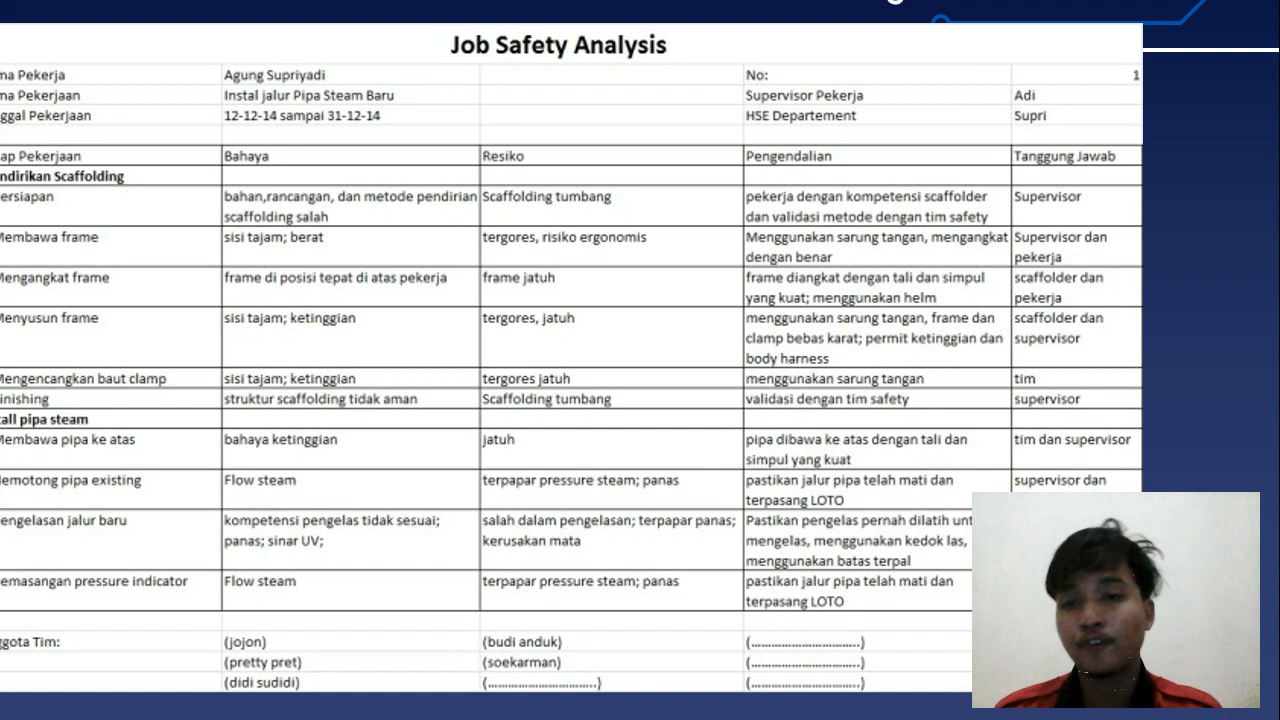 Job Safety Analysis
ma Pekerja Agung Supriyadi No: 1
ma Pekerjaan Instal jalur Pipa Steam Baru Supervisor Pekerja Adi
ggal Pekerjaan 12-12-14 sampai 31-12-14 HSE Departement Supri
ap Pekerjaan Bahaya Resiko Pengendalian Tanggung Jawab
ndirikan Scaffolding
ersiapan bahan,rancangan, dan metode pendirian Scaffolding tumbang pekerja dengan kompetensi scaffolder Supervisor
scaffolding salah dan validasi metode dengan tim safety
Membawa frame sisi tajam; berat tergores, risiko ergonomis Menggunakan sarung tangan, mengangkat Supervisor dan
dengan benar pekerja
Mengangkat frame frame di posisi tepat di atas pekerja frame jatuh frame diangkat dengan tali dan simpul scaffolder dan
yang kuat; menggunakan helm pekerja
Menyusun frame sisi tajam; ketinggian tergores, jatuh menggunakan sarung tangan, frame dan scaffolder dan
clamp bebas karat; permit ketinggian dan supervisor
body harness
Mengencangkan baut clamp sisi tajam; ketinggian tergores jatuh menggunakan sarung tangan tim
inishing struktur scaffolding tidak aman Scaffolding tumbang validasi dengan tim safety supervisor
tall pipa steam
Membawa pipa ke atas bahaya ketinggian jatuh pipa dibawa ke atas dengan tali dan tim dan supervisor
simpul yang kuat
emotong pipa existing Flow steam terpapar pressure steam; panas pastikan jalur pipa telah mati dan supervisor dan
terpasang LOTO
engelasan jalur baru kompetensi pengelas tidak sesuai; salah dalam pengelasan; terpapar panas; Pastikan pengelas pernah dilatih unt
panas; sinar UV; kerusakan mata mengelas, menggunakan kedok las,
menggunakan batas terpal
emasangan pressure indicator Flow steam terpapar pressure steam; panas pastikan jalur pipa telah mati dan
terpasang LOTO
ggota Tim: (jojon) (budi anduk) (................................)
(pretty pret) (soekarman) (................................)
(didi sudidi) (................................) (................................)